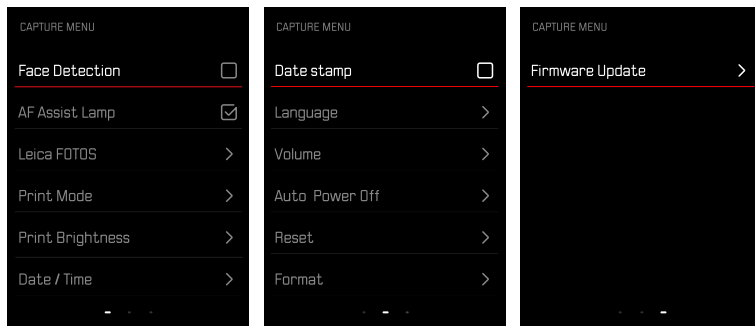 CAPTURE MENU
Face Detection
AF Assist Lamp
Leica FOTOS
Print Mode
Print Brightness
Date / Time
CAPTURE MENU
Date stamp
Language
Volume
Auto Power Off
Reset
Format
CAPTURE MENU
Firmware Update